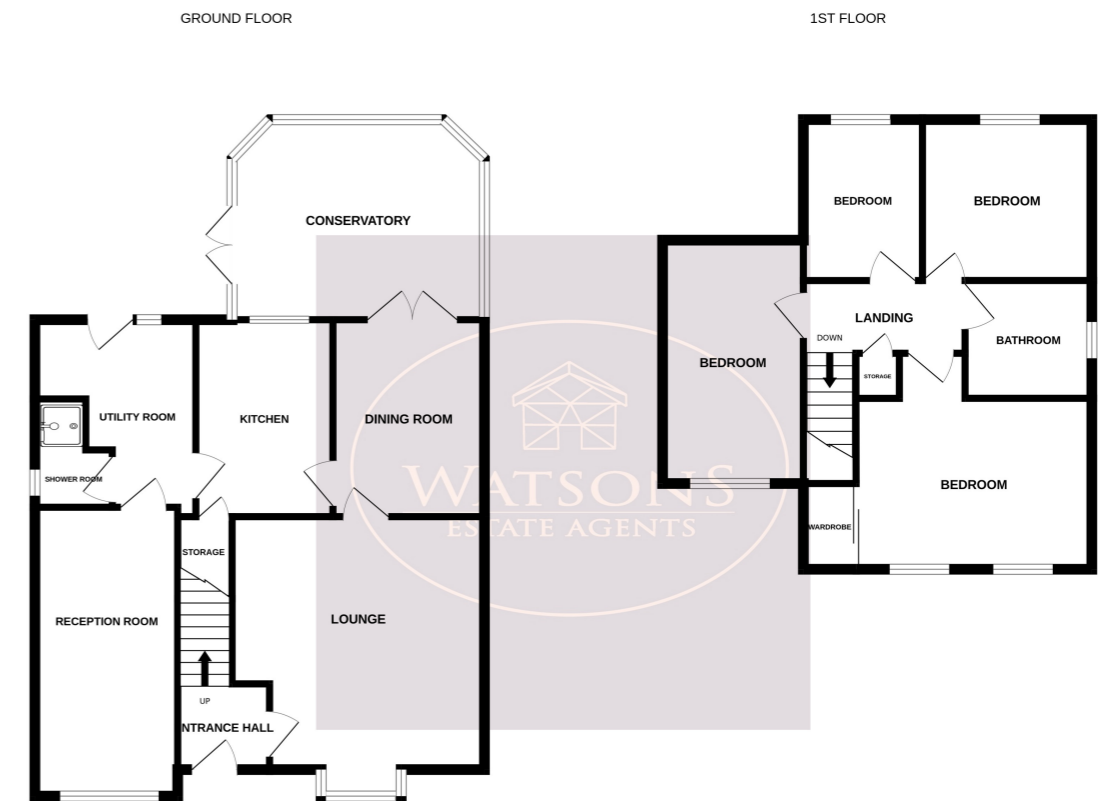 GROUND FLOOR
1ST FLOOR
CONSERVATORY
UTILITY ROOM
KITCHEN
DINING ROOM
SHOWER ROOM
STORAGE
RECEPTION ROOM
LOUNGE
UP
NTRANCE HALL
BEDROOM
BEDROOM
LANDING
DOWN
BATHROOM
BEDROOM
STORAGE
BEDROOM
WARDROBE
WATSONS
ESTATE AGENTS